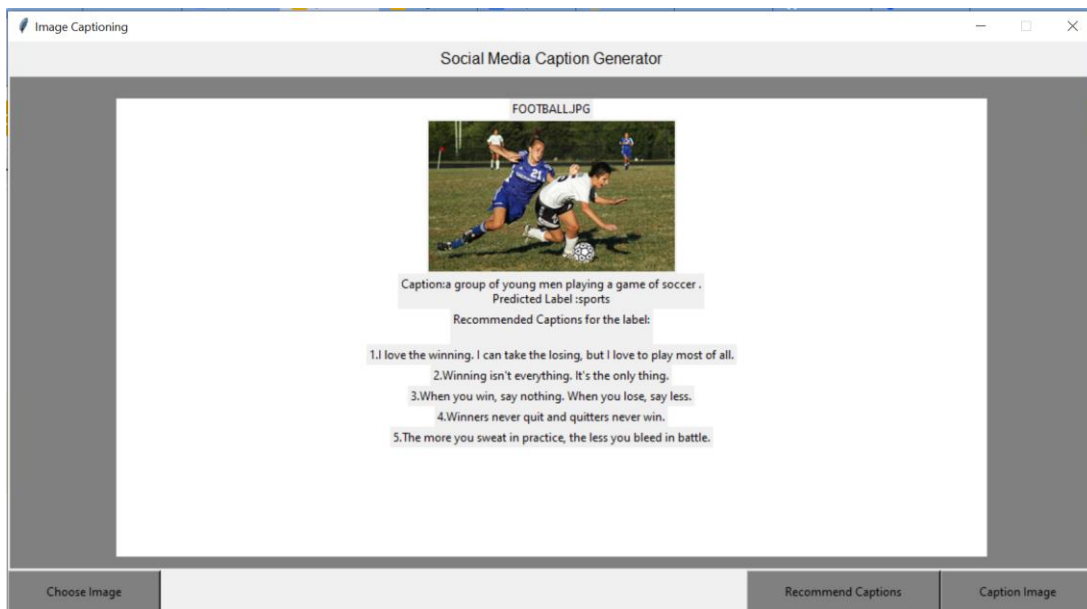 Image Captioning
Social Media Caption Generator
FOOTBALL.JPG
21
Caption:a group of young men playing a game of soccer .
Predicted Label :sports
Recommended Captions for the label:
1.I love the winning. I can take the losing, but I love to play most of all.
2.Winning isn't everything. It's the only thing.
3.When you win, say nothing. When you lose, say less.
4.Winners never quit and quitters never win.
5.The more you sweat in practice, the less you bleed in battle.
Choose Image
Recommend Captions
Caption Image